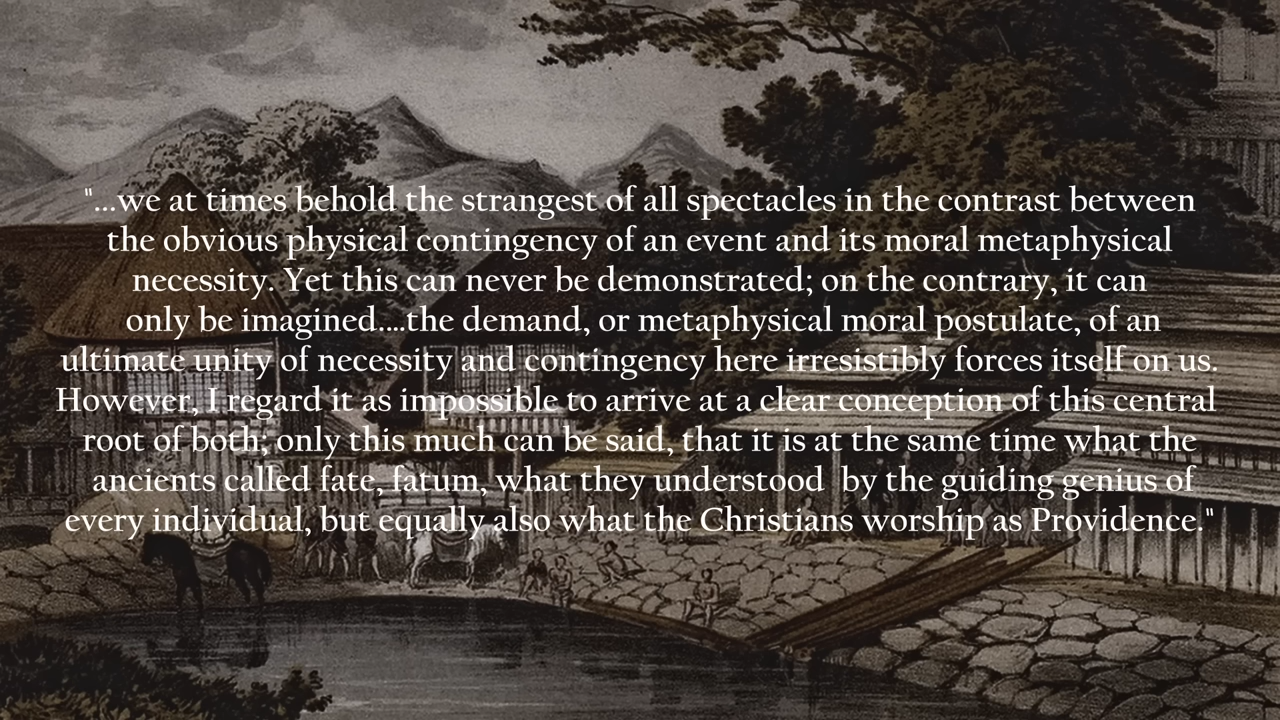 "...we at times behold the strangest of all spectacles in the contrast between
the obvious physical contingency of an event and its moral metaphysical
necessity. Yet this can never be demonstrated; on the contrary, it can
only be imagined....the demand, or metaphysical moral postulate, of an
ultimate unity of necessity and contingency here irresistibly forces itself on us.
However, I regard it as impossible to arrive at a clear conception of this central
root of both; only this much can be said, that it is at the same time what the
ancients called fate, fatum, what they understood  by the guiding genius of
every individual, but equally also what the Christians worship as Providence."